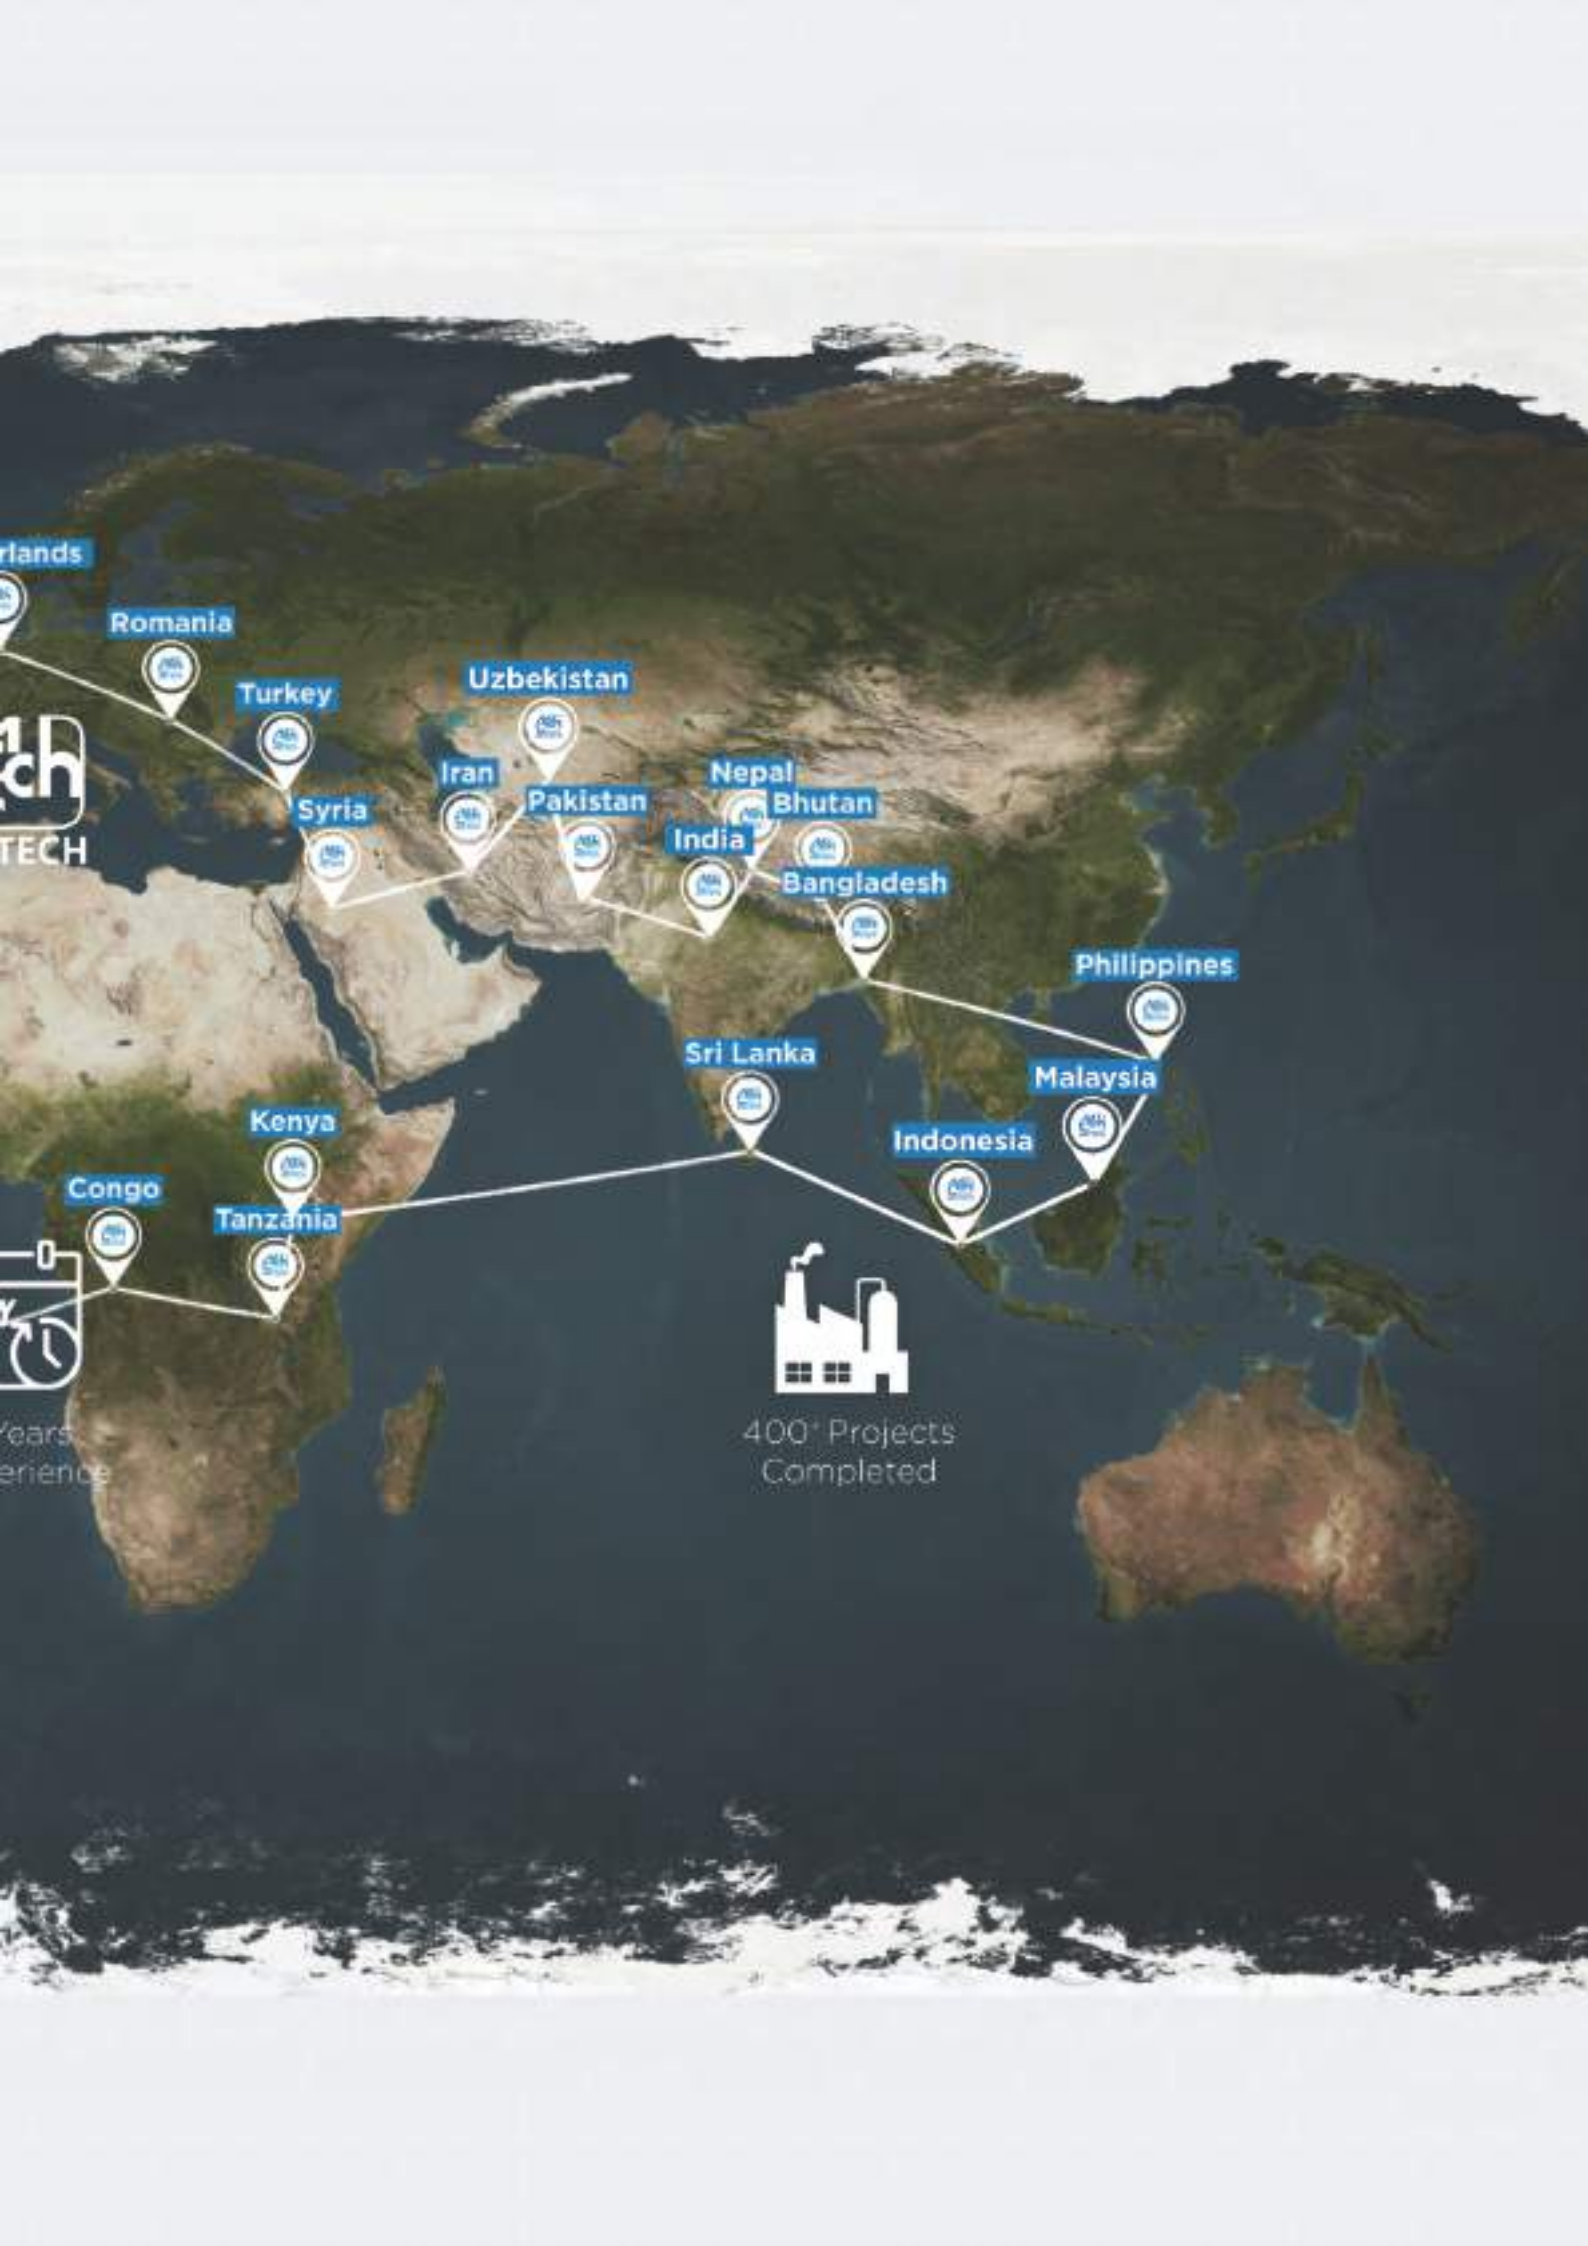 rlands
Romania
Turkey
Uzbekistan
Iran
Syria
Pakistan
Nepal
Bhutan
India
Bangladesh
ch
TECH
Philippines
Malaysia
Sri Lanka
Indonesia
Kenya
Congo
Tanzania
400+ Projects
Completed
Years
erience